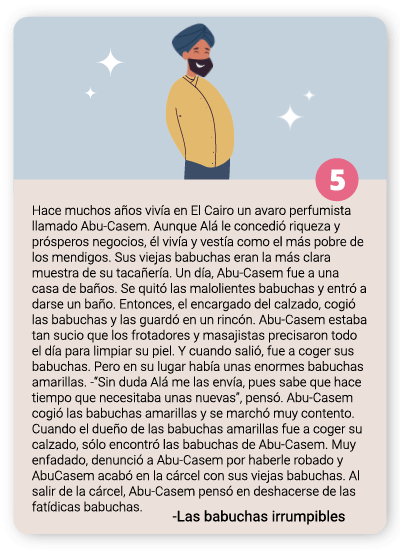 5
Hace muchos años vivía en El Cairo un avaro perfumista
llamado Abu-Casem. Aunque Alá le concedió riqueza y
prósperos negocios, él vivía y vestía como el más pobre de
los mendigos. Sus viejas babuchas eran la más clara
muestra de su tacañería. Un día, Abu-Casem fue a una
casa de baños. Se quitó las malolientes babuchas y entró a
darse un baño. Entonces, el encargado del calzado, cogió
las babuchas y las guardó en un rincón. Abu-Casem estaba
tan sucio que los frotadores y masajistas precisaron todo
el día para limpiar su piel. Y cuando salió, fue a coger sus
babuchas. Pero en su lugar había unas enormes babuchas
amarillas. -“Sin duda Alá me las envía, pues sabe que hace
tiempo que necesitaba unas nuevas”, pensó. Abu-Casem
cogió las babuchas amarillas y se marchó muy contento.
Cuando el dueño de las babuchas amarillas fue a coger su
calzado, sólo encontró las babuchas de Abu-Casem. Muy
enfadado, denunció a Abu-Casem por haberle robado y
AbuCasem acabó en la cárcel con sus viejas babuchas. Al
salir de la cárcel, Abu-Casem pensó en deshacerse de las
fatídicas babuchas.
-Las babuchas irrumpibles